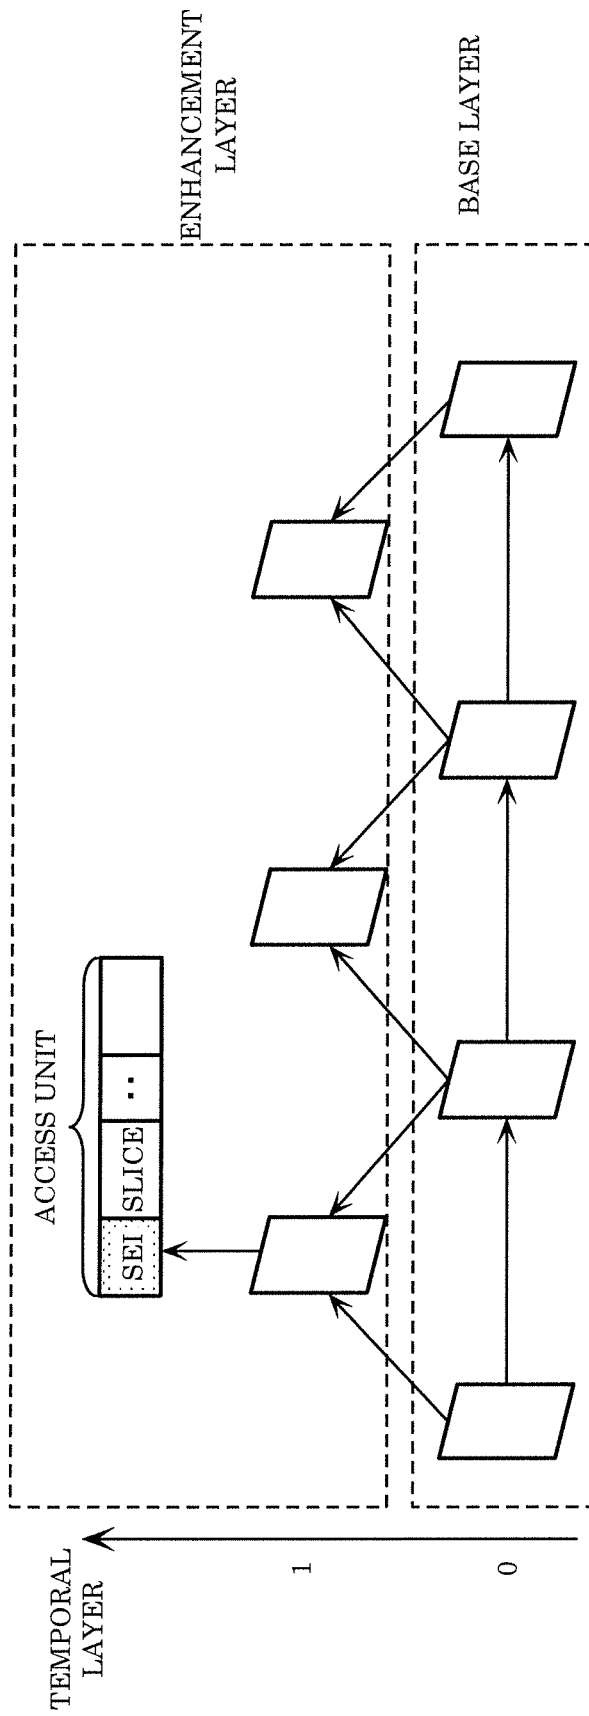 TEMPORAL
LAYER
1
0
ACCESS UNIT
SEI
SLICE
..
ENHANCEMENT
LAYER
BASE LAYER